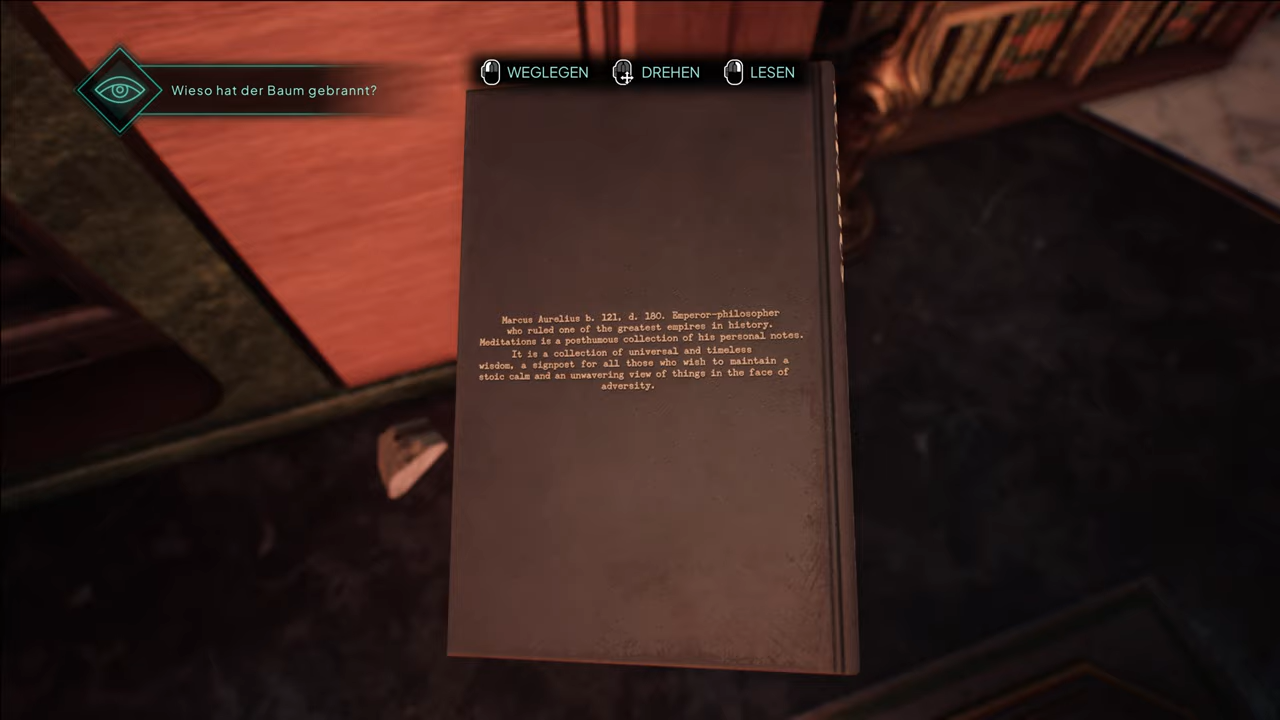 WEGLEGEN DREHEN LESEN
Wieso hat der Baum gebrannt?
Marcus Aurelius b. 121, d. 180. Emperor-philosopher
who ruled one of the greatest empires in history.
Meditations is a posthumous collection of his personal notes.
It is a collection of universal and timeless
wisdom, a signpost for all those who wish to maintain a
stoic calm and an unwavering view of things in the face of
adversity.